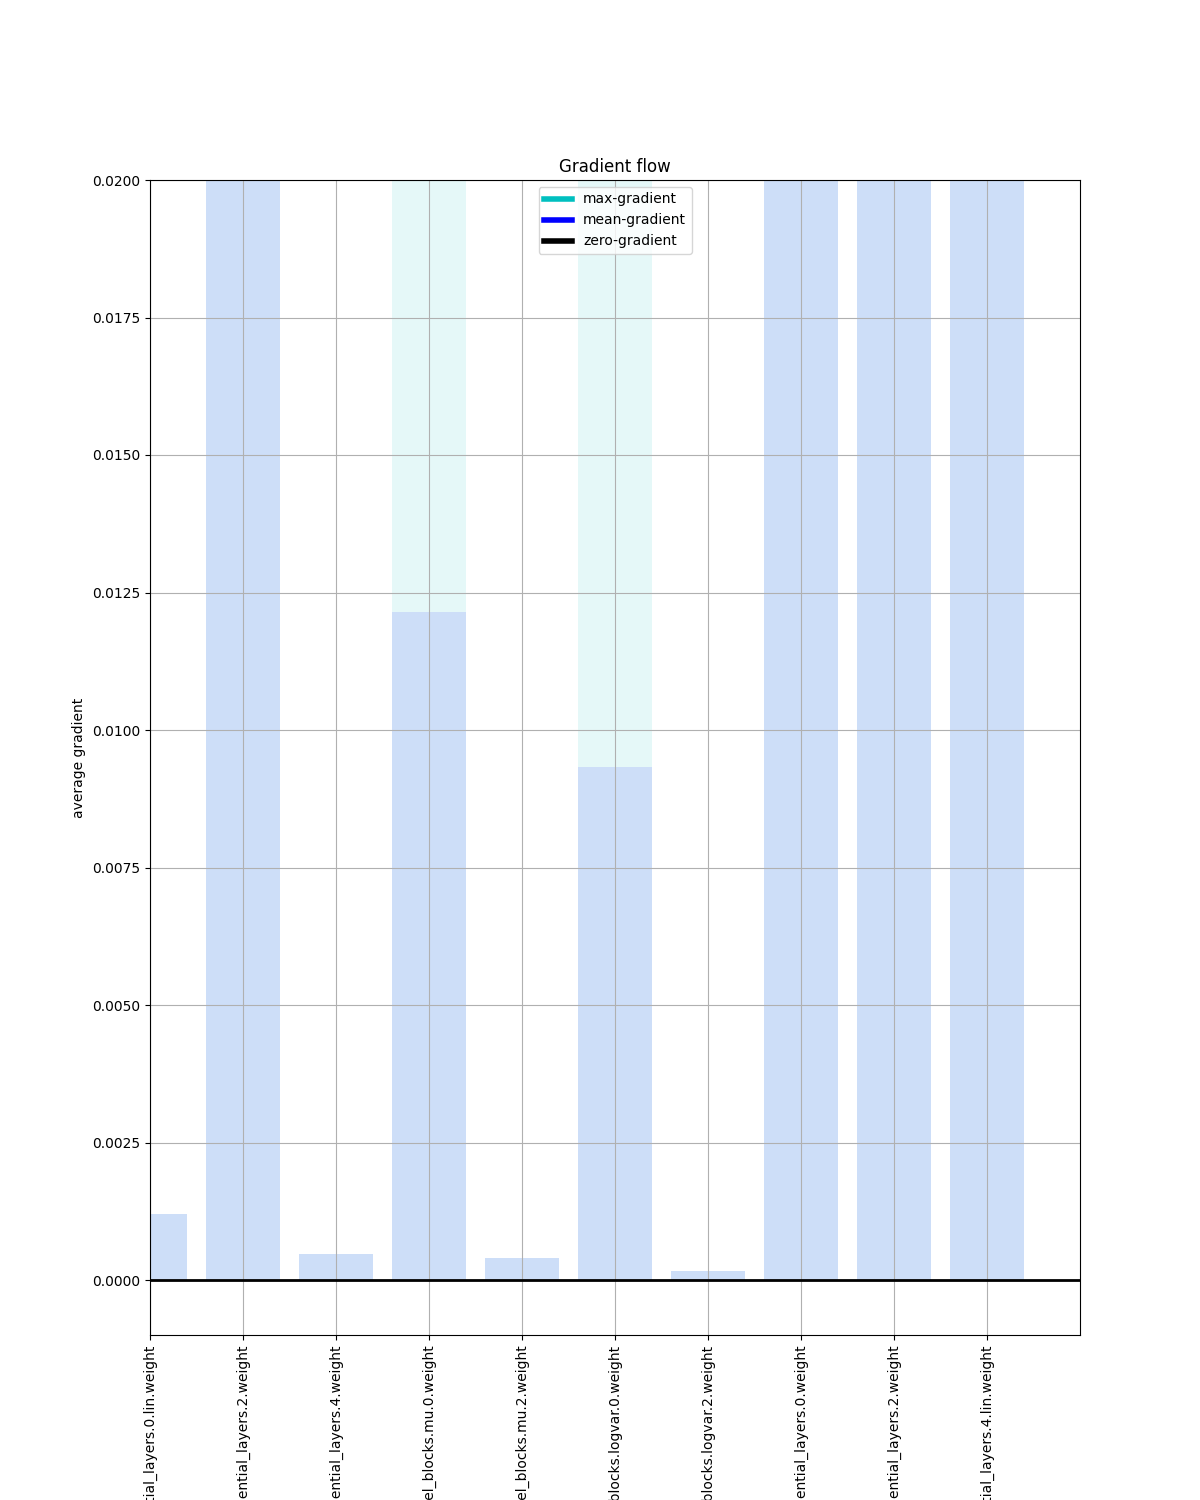 Gradient flow
max-gradient
mean-gradient
zero-gradient
0.0200
0.0175
0.0150
0.0125
0.0100
0.0075
0.0050
0.0025
0.0000
average gradient
tial_layers.0.lin.weight
ential_layers.2.weight
ential_layers.4.weight
el_blocks.mu.0.weight
el_blocks.mu.2.weight
blocks.logvar.0.weight
blocks.logvar.2.weight
ential_layers.0.weight
ential_layers.2.weight
tial_layers.4.lin.weight